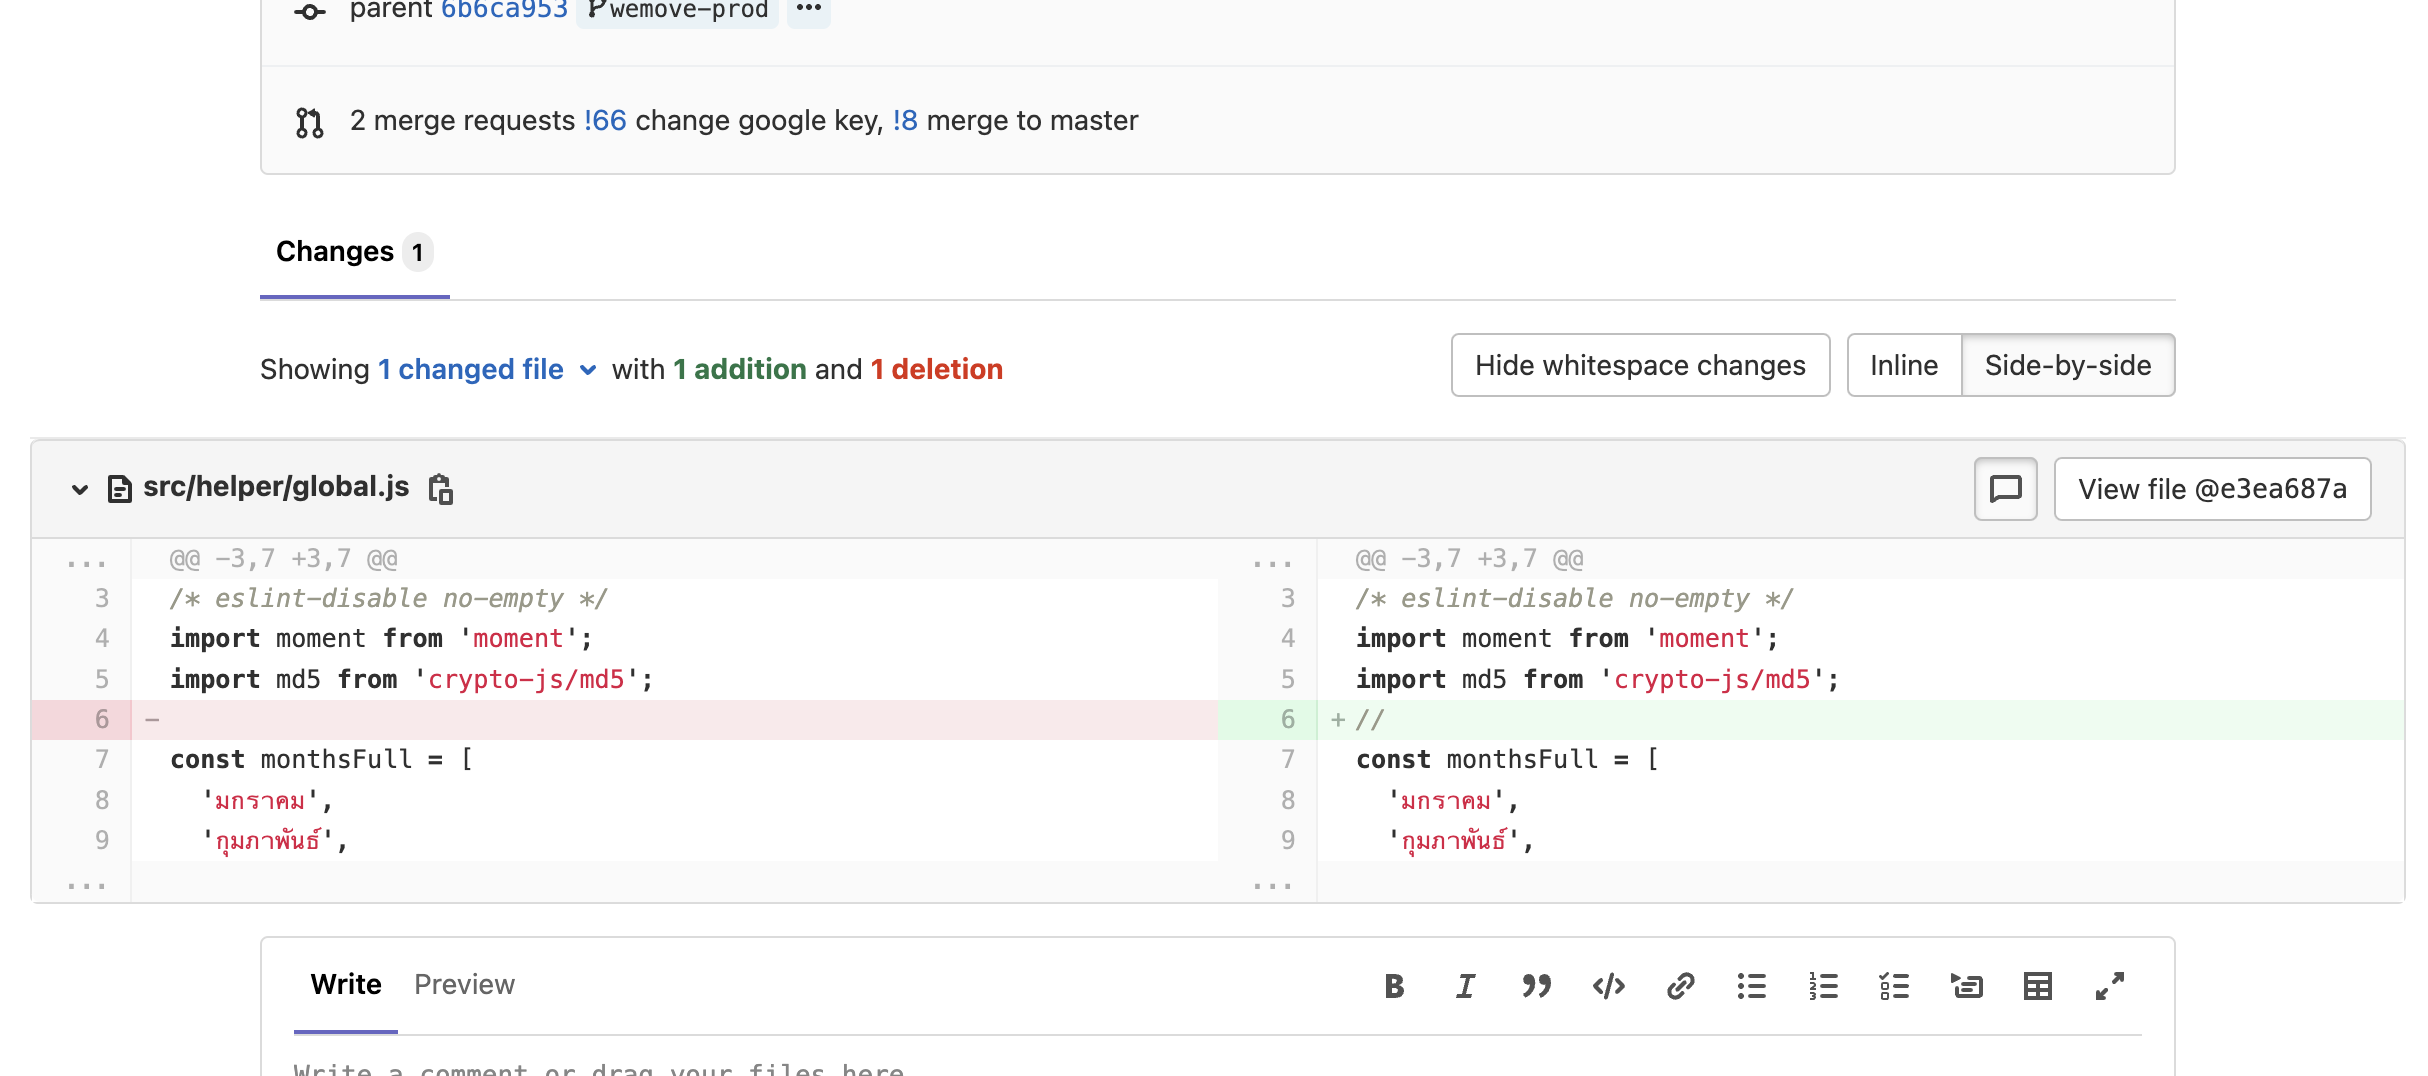 parent 6b6ca953 wemove-prod ...
2 merge requests !66 change google key, !8 merge to master
Changes 1
Showing 1 changed file with 1 addition and 1 deletion
Hide whitespace changes Inline Side-by-side
src/helper/global.js
View file @e3ea687a
... @@ -3,7 +3,7 @@ ... @@ -3,7 +3,7 @@
3 /* eslint-disable no-empty */ 3 /* eslint-disable no-empty */
4 import moment from 'moment'; 4 import moment from 'moment';
5 import md5 from 'crypto-js/md5'; 5 import md5 from 'crypto-js/md5';
6 - 6 + //
7 const monthsFull = [ 7 const monthsFull = [
8 'มกราคม', 8 'มกราคม',
9 'กุมภาพันธ์', 9 'กุมภาพันธ์',
... ...
Write Preview
Write a comment or drag your files here